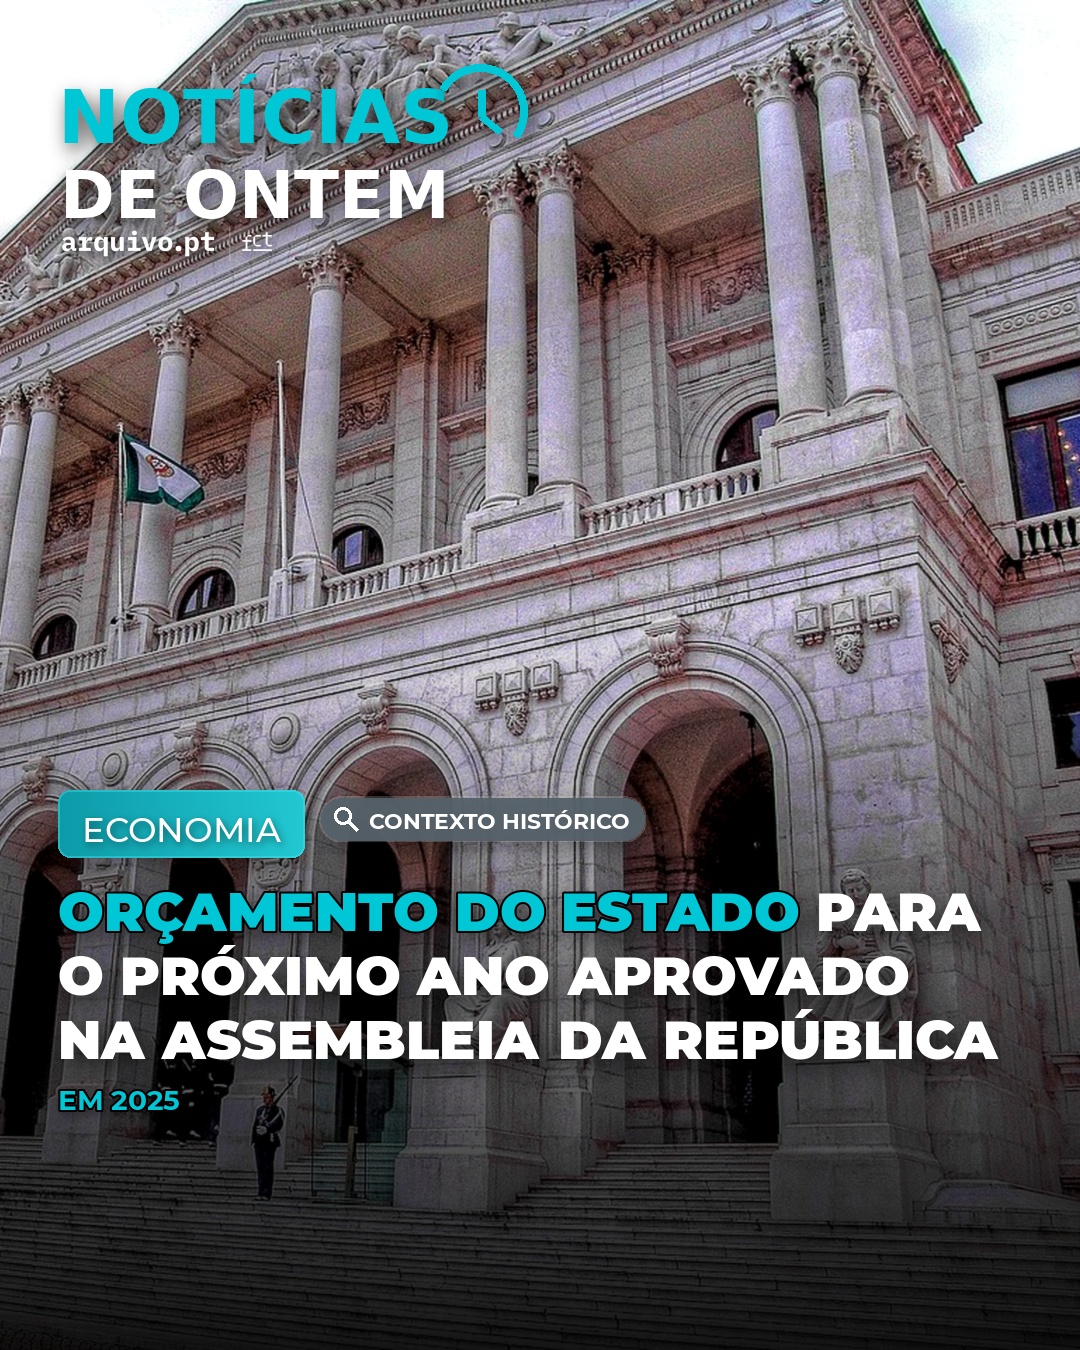 NOTÍCIAS
DE ONTEM
arquivo.pt fct
ECONOMIA
CONTEXTO HISTÓRICO
ORÇAMENTO DO ESTADO PARA
O PRÓXIMO ANO APROVADO
NA ASSEMBLEIA DA REPÚBLICA
EM 2025